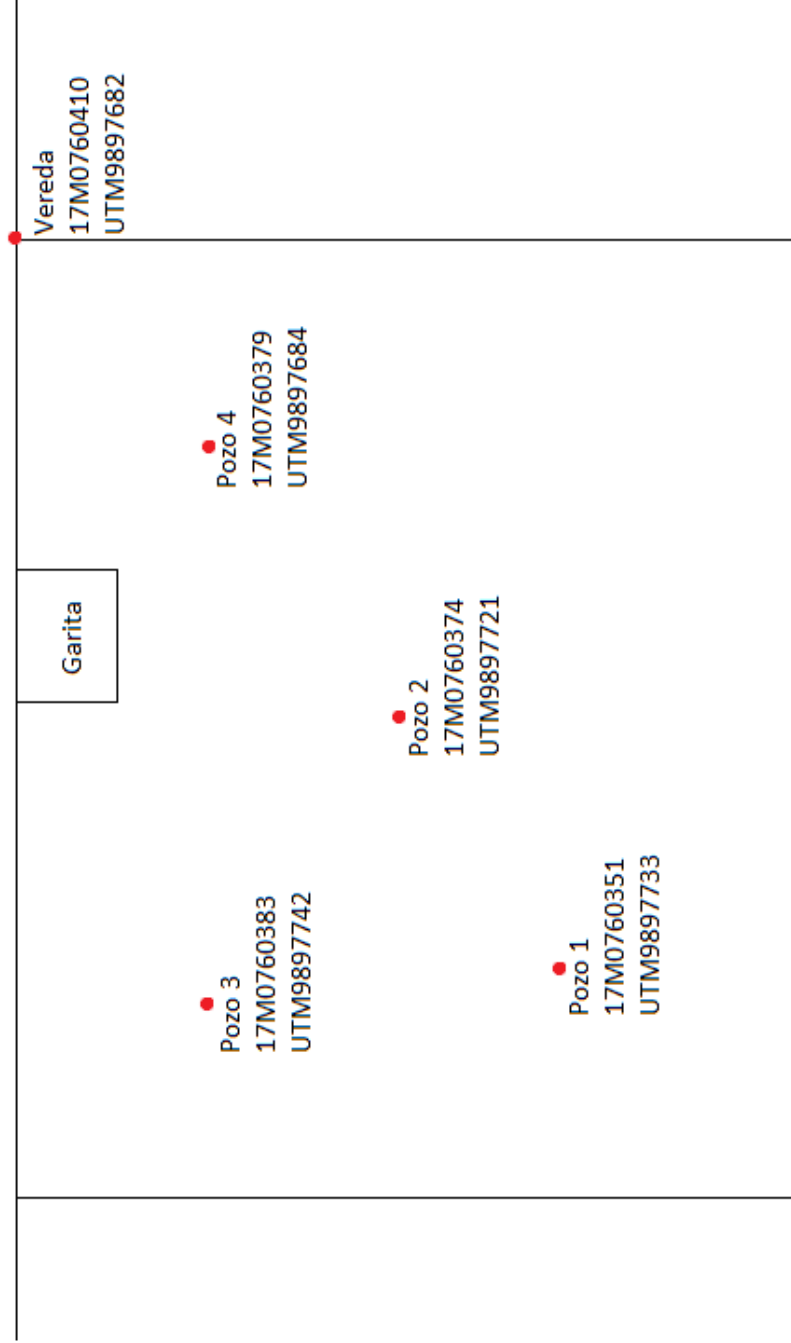 Vereda
17M0760410
UTM9897682
Garita
Pozo 4
17M0760379
UTM9897684
Pozo 3
17M0760383
UTM9897742
Pozo 2
17M0760374
UTM9897721
Pozo 1
17M0760351
UTM9897733